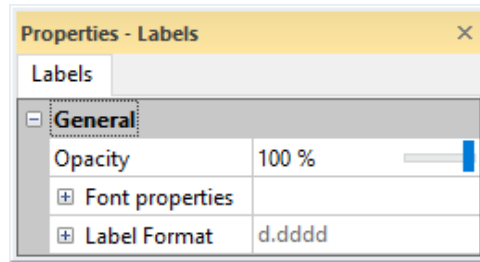 Properties - Labels
Labels
General
Opacity 100 %
Font properties
Label Format d.dddd